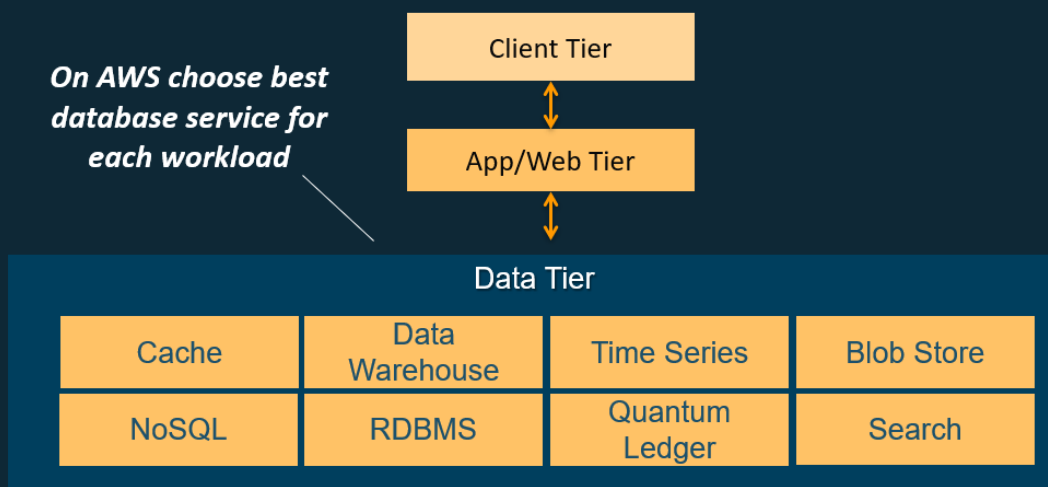 Client Tier
On AWS choose best
database service for
each workload
App/Web Tier
Data Tier
Cache
Data
Warehouse
Time Series
Blob Store
NoSQL
RDBMS
Quantum
Ledger
Search